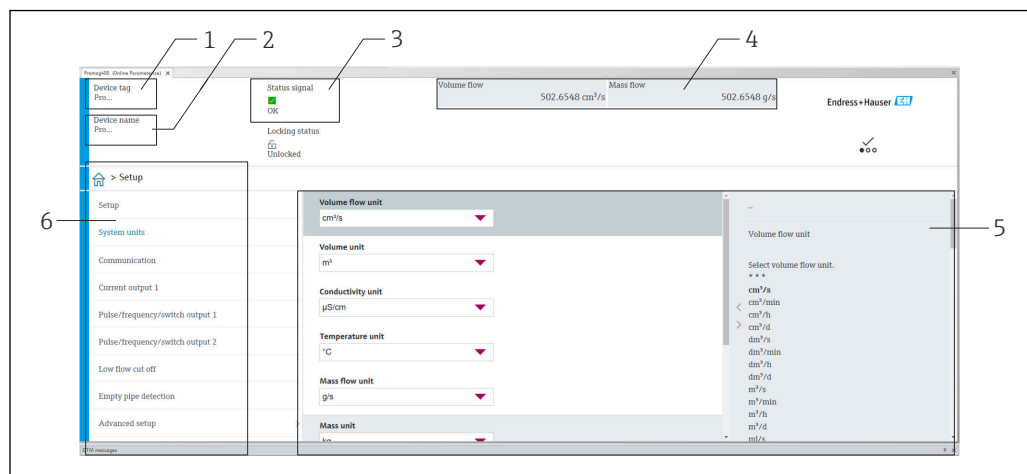 1
2
3
4
Promag400 (Online Parameterize) ×
Device tag
Pro...
Device name
Pro...
Status signal
OK
Locking status
Unlocked
Volume flow
502.6548 cm³/s
Mass flow
502.6548 g/s
Endress+Hauser EH
> Setup
6
5
Setup
System units
Communication
Current output 1
Pulse/frequency/switch output 1
Pulse/frequency/switch output 2
Low flow cut off
Empty pipe detection
Advanced setup
Volume flow unit
cm³/s
Volume unit
m³
Conductivity unit
µS/cm
Temperature unit
°C
Mass flow unit
g/s
Mass unit
kg
..
Volume flow unit
Select volume flow unit.
* * *
cm³/s
cm³/min
cm³/h
cm³/d
dm³/s
dm³/min
dm³/h
dm³/d
m³/s
m³/min
m³/h
m³/d
ml/s
DTM messages